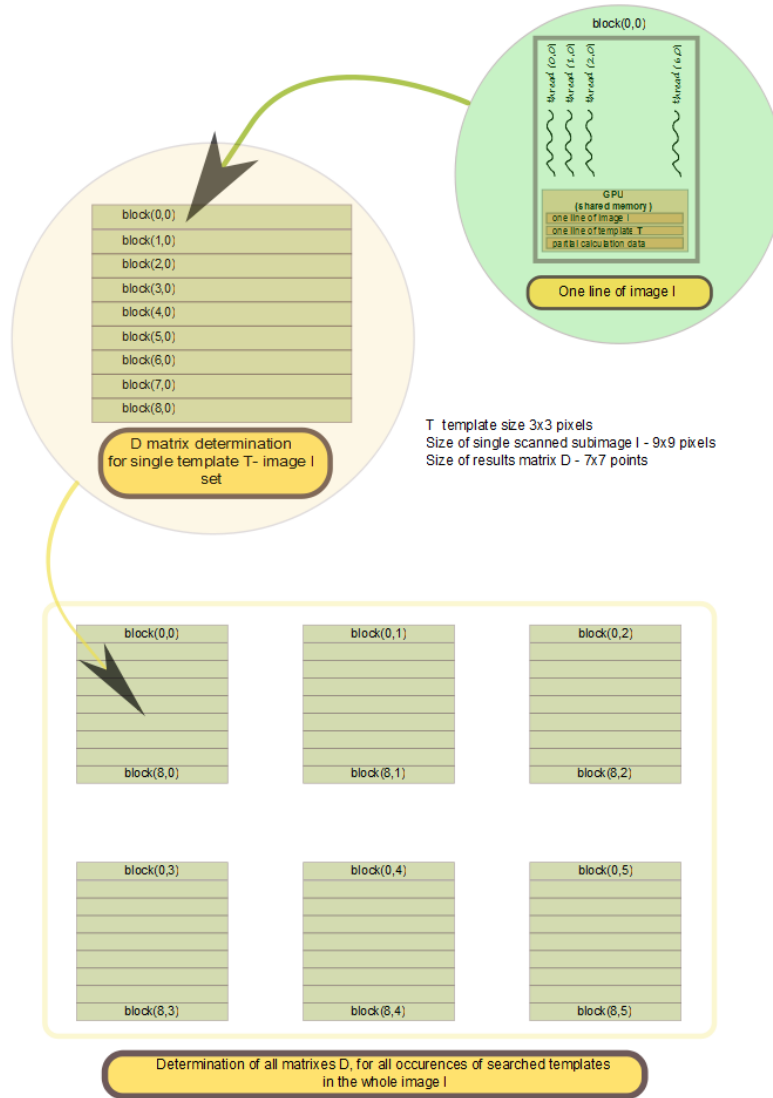 block(0,0)
thread (0,0)
thread (1,0)
thread (2,0)
thread (6,0)
GPU
(shared memory)
one line of image I
one line of template T
partial calculation data
One line of image I
block(0,0)
block(1,0)
block(2,0)
block(3,0)
block(4,0)
block(5,0)
block(6,0)
block(7,0)
block(8,0)
D matrix determination
for single template T- image I
set
T template size 3x3 pixels
Size of single scanned subimage I - 9x9 pixels
Size of results matrix D - 7x7 points
block(0,0)
block(0,1)
block(0,2)
block(8,0)
block(8,1)
block(8,2)
block(0,3)
block(0,4)
block(0,5)
block(8,3)
block(8,4)
block(8,5)
Determination of all matrixes D, for all occurences of searched templates
in the whole image I